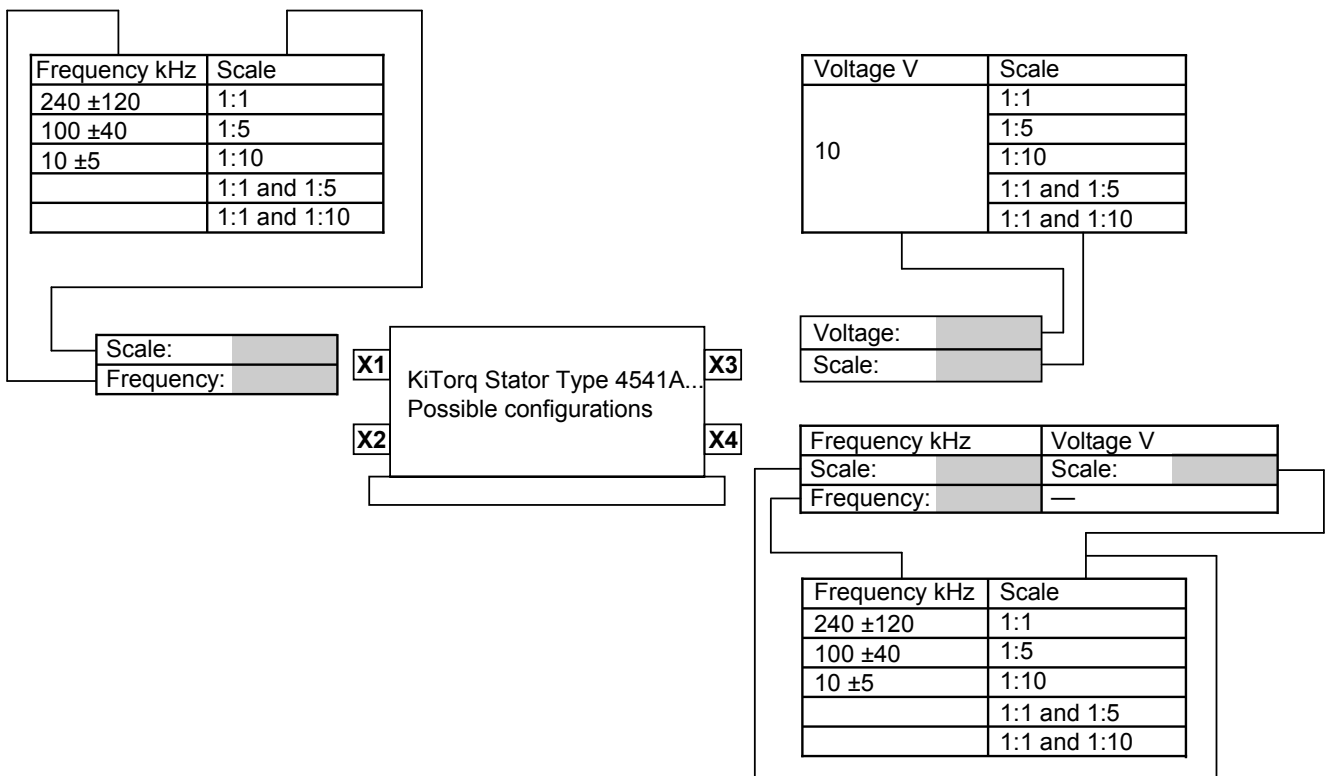 Frequency kHz Scale
240 ±120 1:1
100 ±40 1:5
10 ±5 1:10
1:1 and 1:5
1:1 and 1:10
Voltage V Scale
10
1:1
1:5
1:10
1:1 and 1:5
1:1 and 1:10
Scale:
Frequency:
X1
X2
KiTorq Stator Type 4541A...
Possible configurations
X3
X4
Voltage:
Scale:
Frequency kHz Voltage V
Scale: Scale:
Frequency: —
Frequency kHz Scale
240 ±120 1:1
100 ±40 1:5
10 ±5 1:10
1:1 and 1:5
1:1 and 1:10